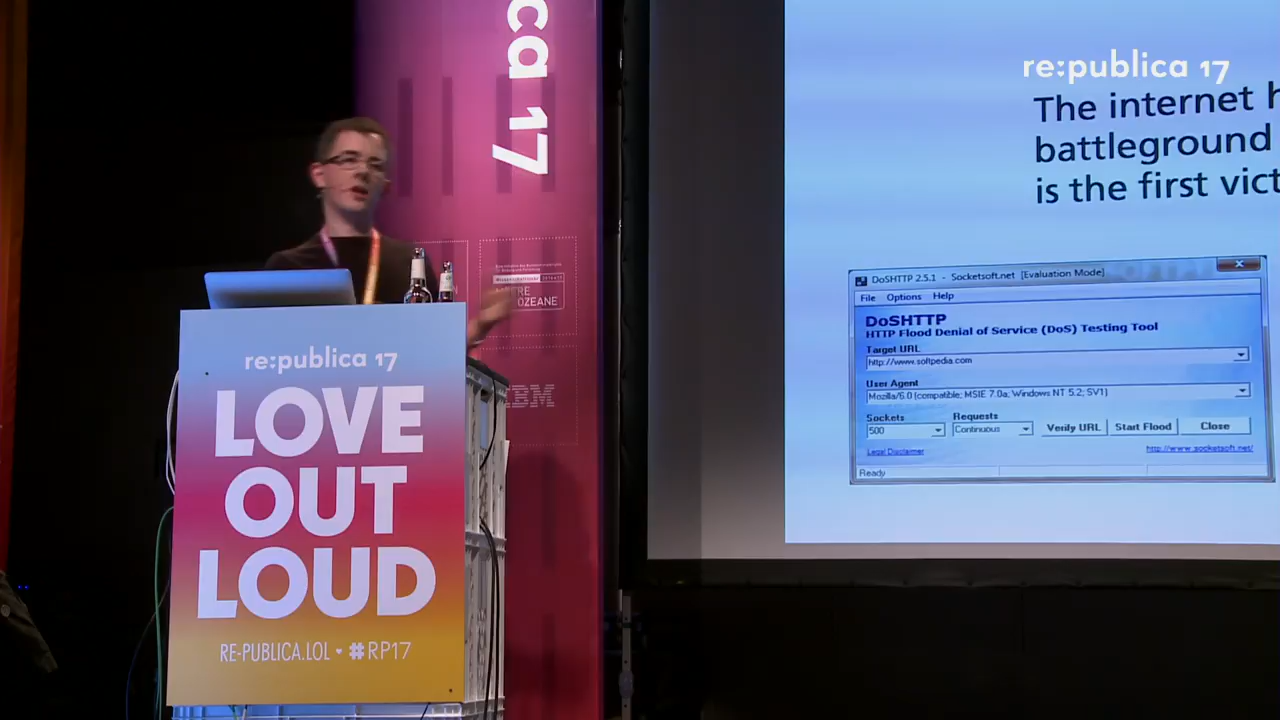 ca 17
re:publica 17
LOVE
OUT
LOUD
RE-PUBLICA.LOL ♥ #RP17
OZEANE
IBM
re:publica 17
The internet
battleground
is the first
DoSHTTP 2.5.1 - Socketsoft.net [Evaluation Mode]
File Options Help
DoSHTTP
HTTP Flood Denial of Service (DoS) Testing Tool
Target URL
http://www.softpedia.com
User Agent
Mozilla/6.0 (compatible; MSIE 7.0a; Windows NT 5.2; SV1)
Sockets Requests
500 Continuous Verify URL Start Flood Close
Legal Disclaimer http://www.socketsoft.net/
Ready